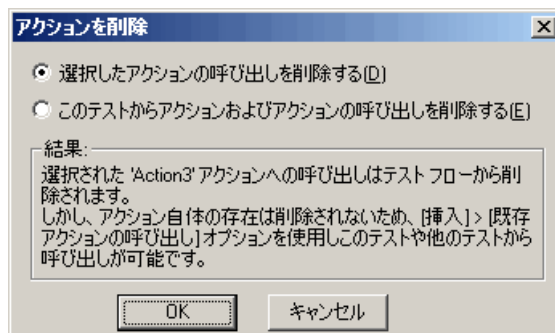 アクションを削除
選択したアクションの呼び出しを削除する(D)
このテストからアクションおよびアクションの呼び出しを削除する(E)
結果:
選択された 'Action3' アクションへの呼び出しはテスト フローから削
除されます。
しかし、アクション自体の存在は削除されないため、[挿入] > [既存
アクションの呼び出し] オプションを使用しこのテストや他のテストから
呼び出しが可能です。
OK キャンセル